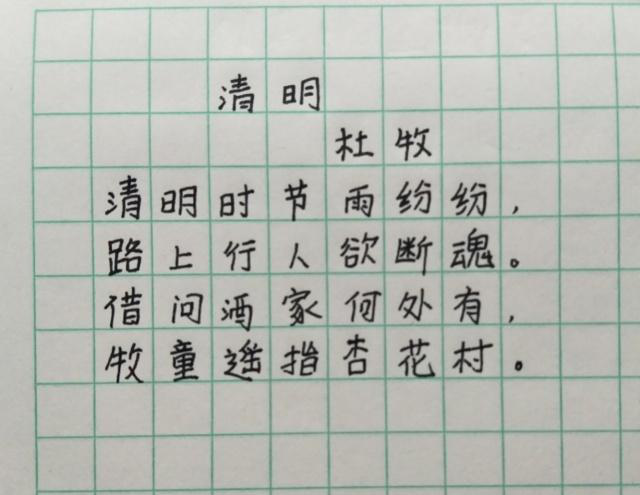 清明
杜牧
清明时节雨纷纷，
路上行人欲断魂。
借问酒家何处有，
牧童遥指杏花村。